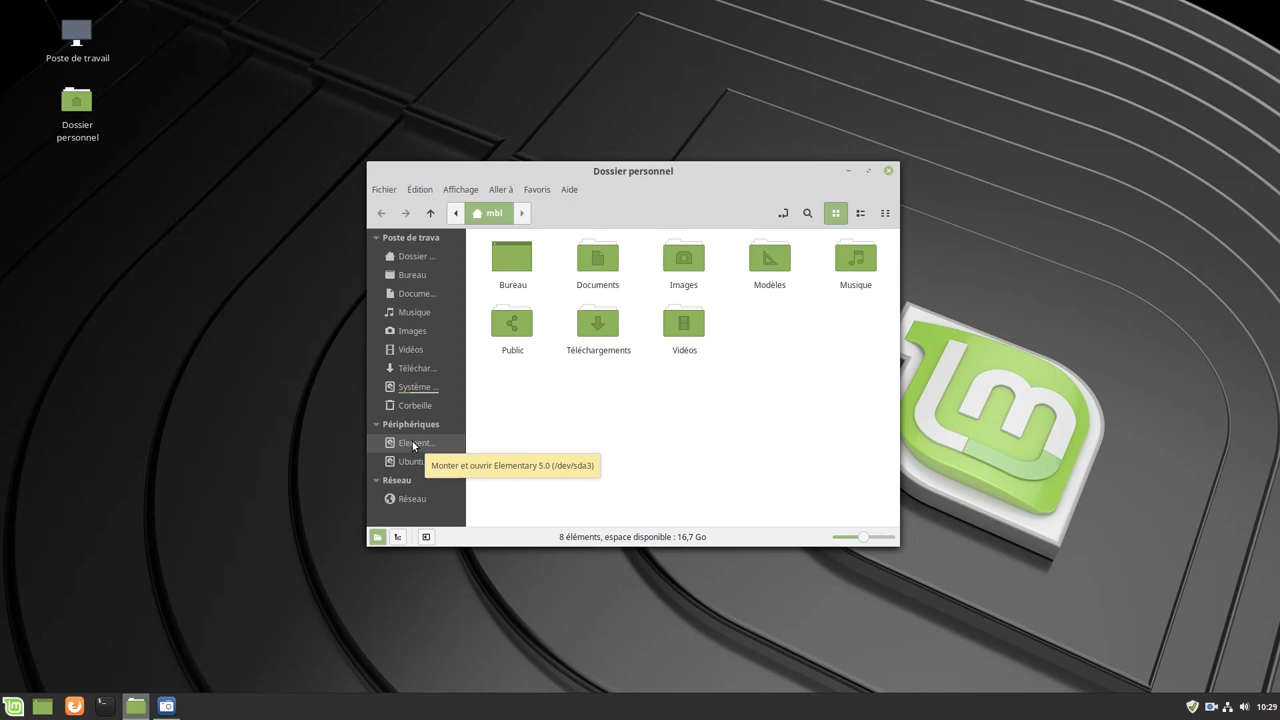 Poste de travail
Dossier
personnel
Dossier personnel
Fichier Édition Affichage Aller à Favoris Aide
mbl
Poste de trava
Dossier ...
Bureau
Docume...
Musique
Images
Vidéos
Téléchar...
Système ...
Corbeille
Périphériques
Element...
Ubuntu
Réseau
Réseau
Bureau Documents Images Modèles Musique
Public Téléchargements Vidéos
Monter et ouvrir Elementary 5.0 (/dev/sda3)
8 éléments, espace disponible : 16,7 Go
10:29